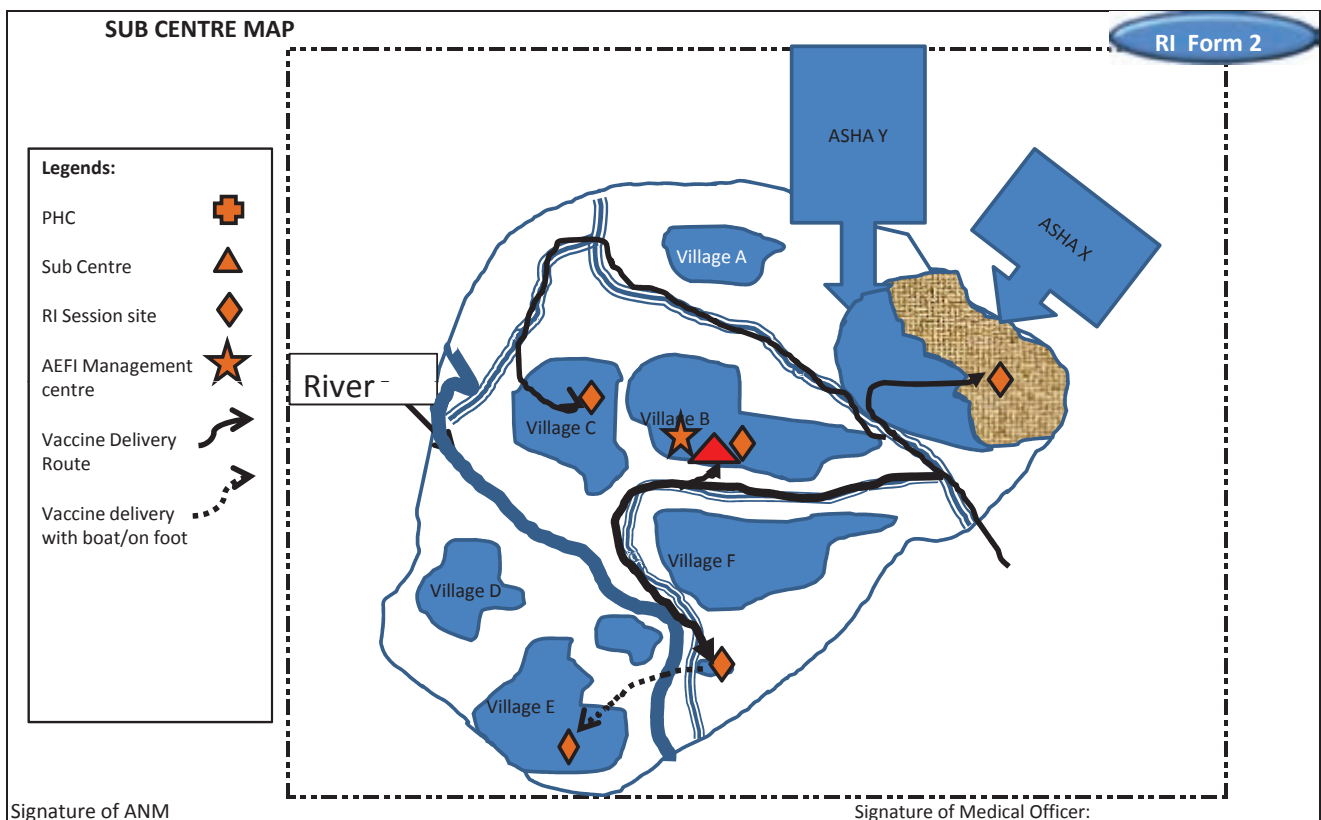 SUB CENTRE MAP
RI Form 2
Legends:
PHC
Sub Centre
RI Session site
AEFI Management
centre
Vaccine Delivery
Route
Vaccine delivery
with boat/on foot
ASHA Y
ASHA X
Village A
River
Village B
Village C
Village F
Village D
Village E
Signature of ANM
Signature of Medical Officer: